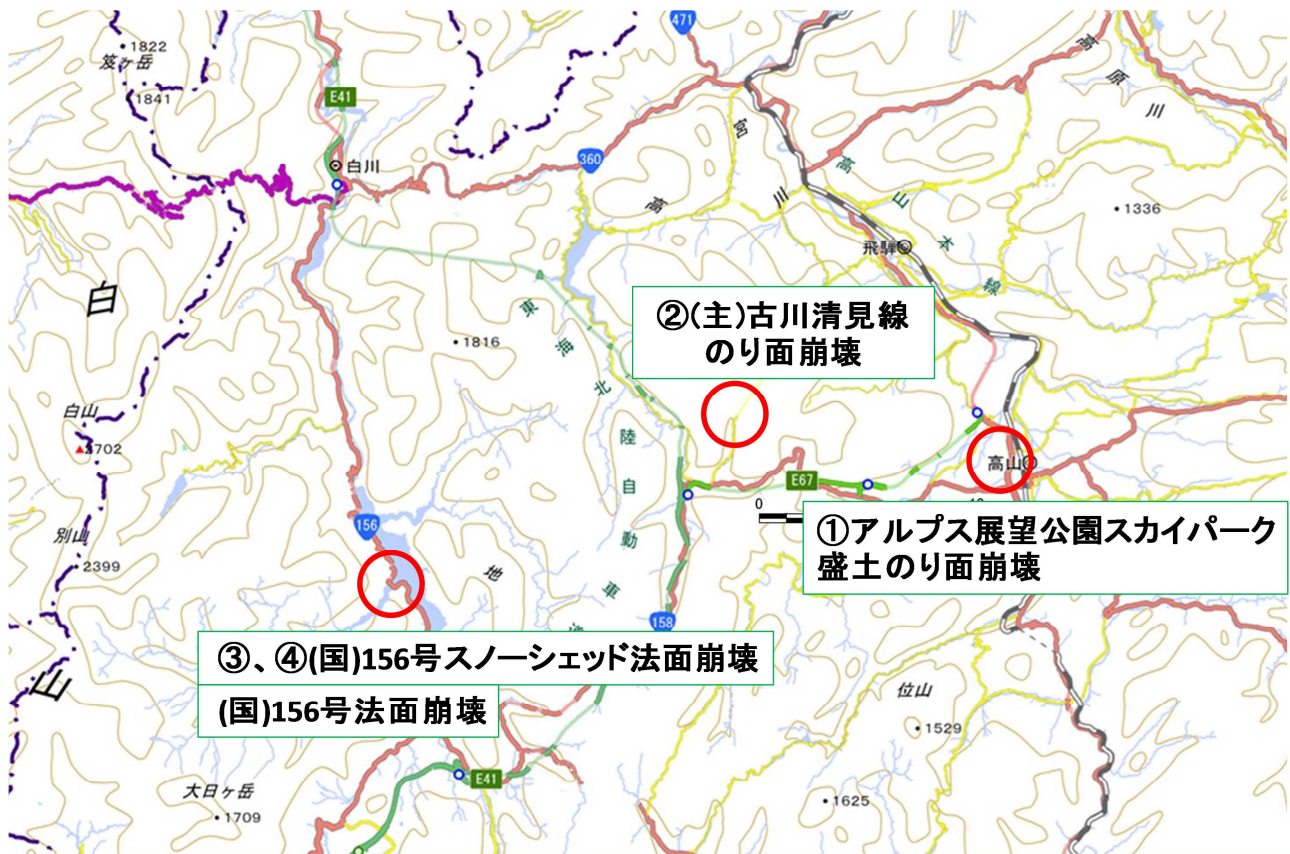 471
・1822
笈ヶ岳
1841
E41
高原川
白川
360
宮川
高
高山本線
・1336
飛騨
白山
②(主)古川清見線
のり面崩壊
東海北陸自動車
・1816
白山
2702
高山
E67
0
①アルプス展望公園スカイパーク
盛土のり面崩壊
156
別山
・2399
地
158
③、④(国)156号スノーシェッド法面崩壊
(国)156号法面崩壊
位山
・1529
E41
大日ヶ岳
・1709
・1625